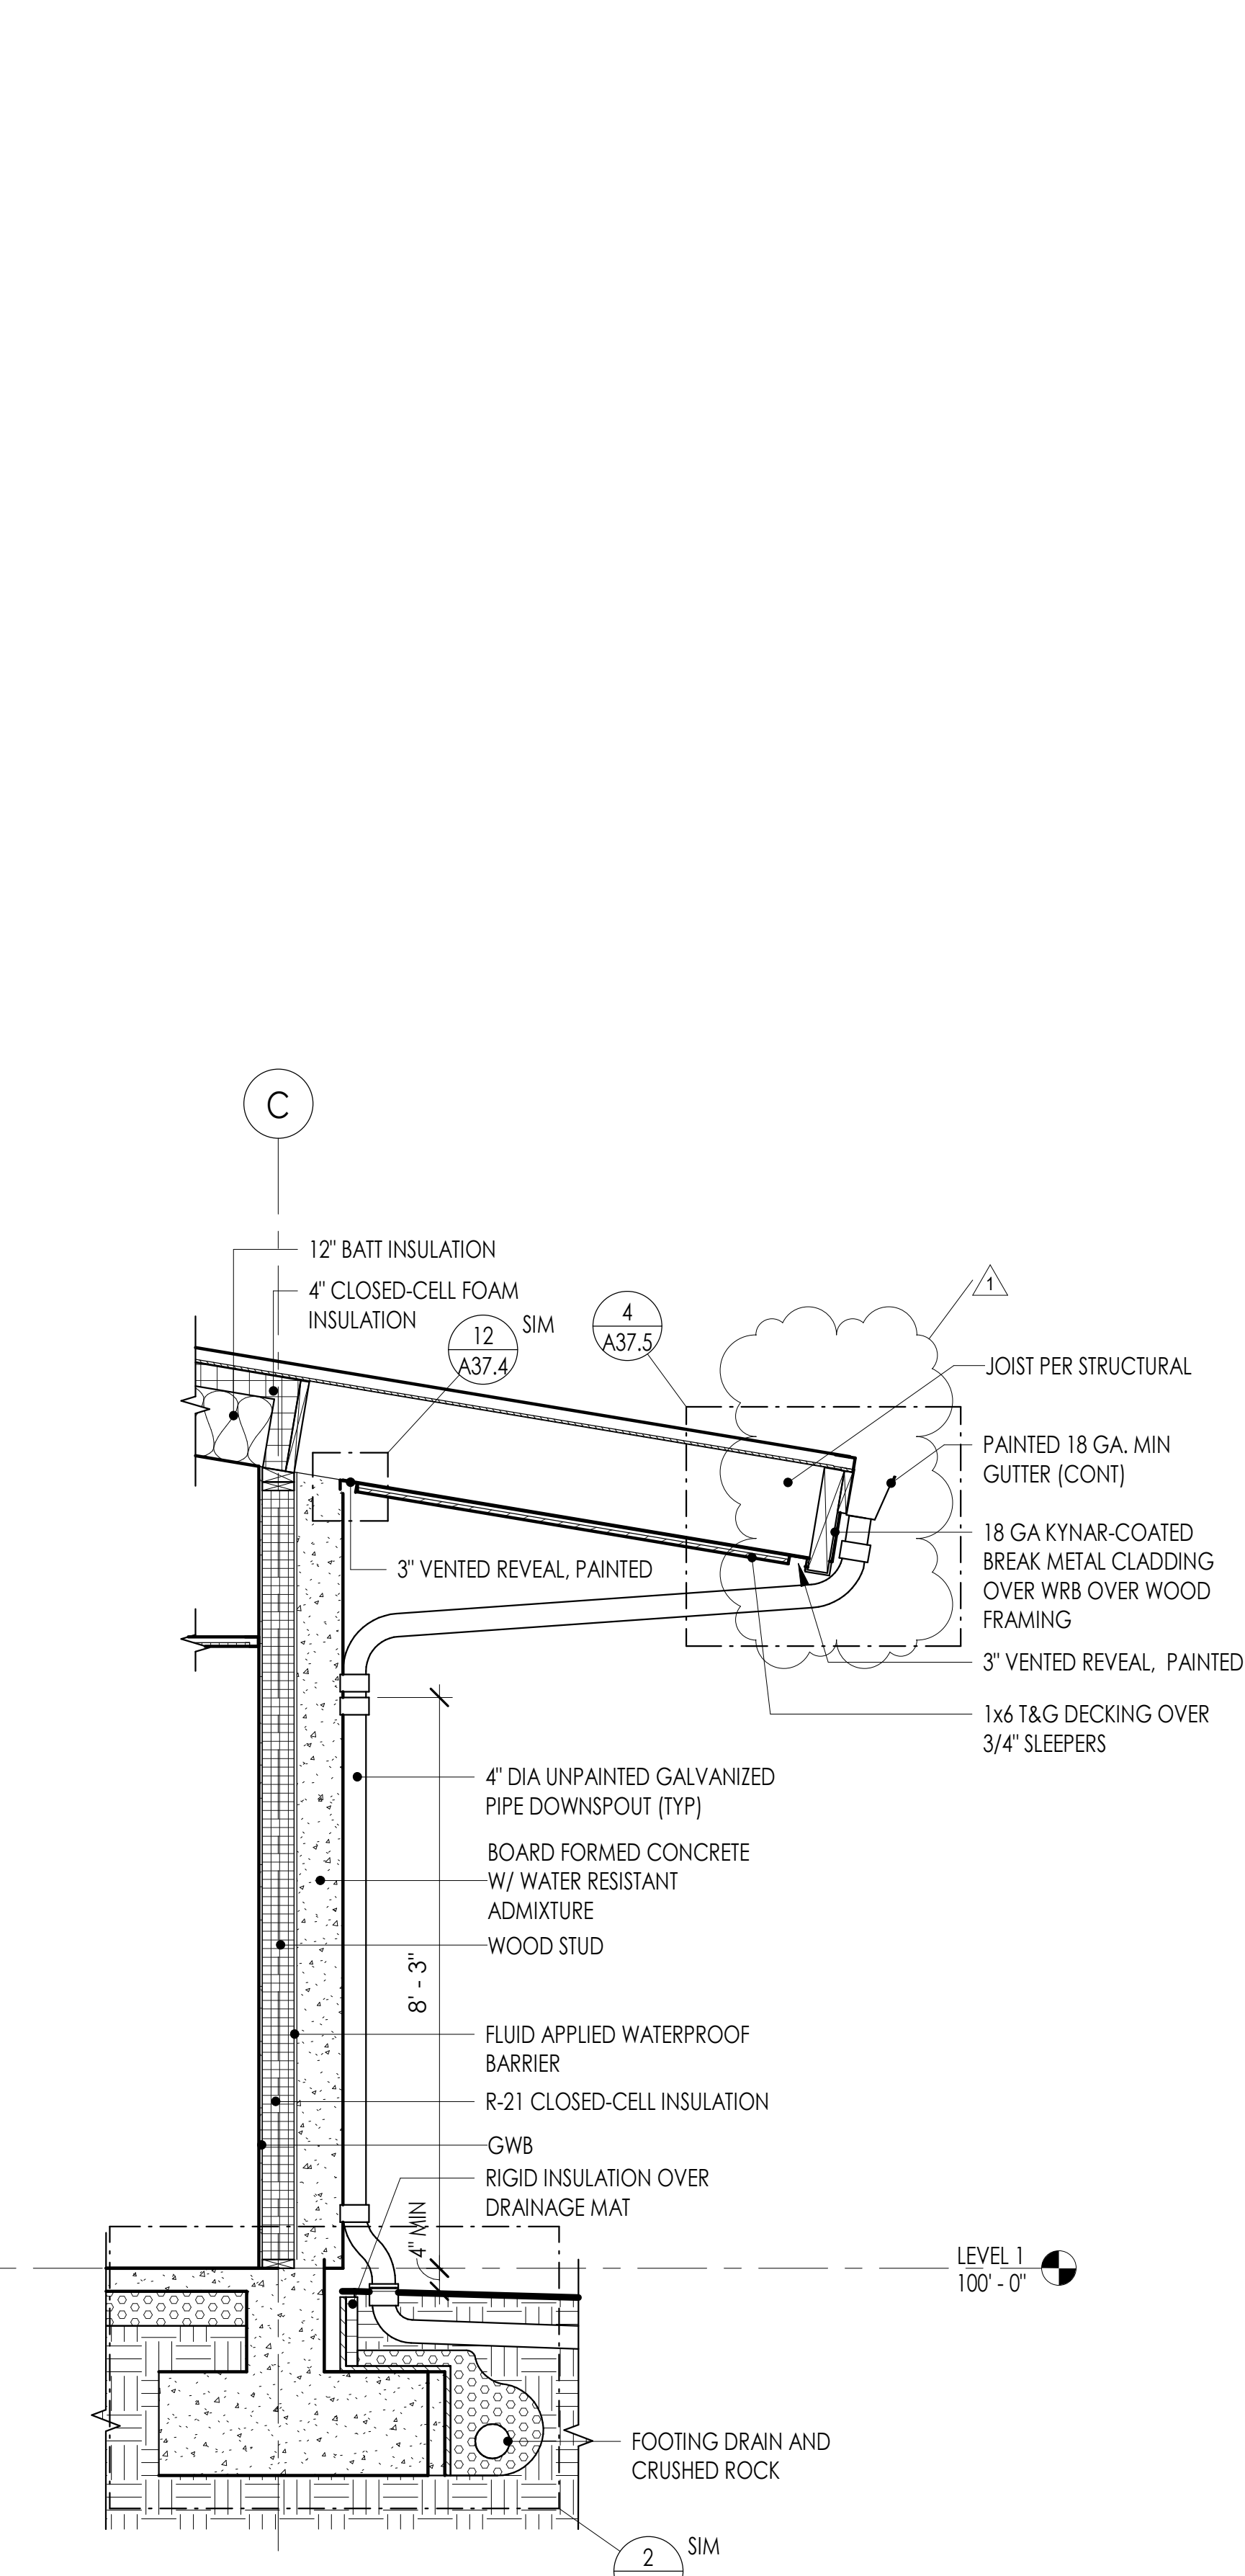 C
12" BATT INSULATION
4" CLOSED-CELL FOAM
INSULATION
12
A37.4
SIM
4
A37.5
1
JOIST PER STRUCTURAL
PAINTED 18 GA. MIN
GUTTER (CONT)
18 GA KYNAR-COATED
BREAK METAL CLADDING
OVER WRB OVER WOOD
FRAMING
3" VENTED REVEAL, PAINTED
3" VENTED REVEAL, PAINTED
1x6 T&G DECKING OVER
3/4" SLEEPERS
4" DIA UNPAINTED GALVANIZED
PIPE DOWNSPOUT (TYP)
BOARD FORMED CONCRETE
W/ WATER RESISTANT
ADMIXTURE
WOOD STUD
8' - 3"
FLUID APPLIED WATERPROOF
BARRIER
R-21 CLOSED-CELL INSULATION
GWB
RIGID INSULATION OVER
DRAINAGE MAT
4" MIN
LEVEL 1
100' - 0"
FOOTING DRAIN AND
CRUSHED ROCK
2
SIM